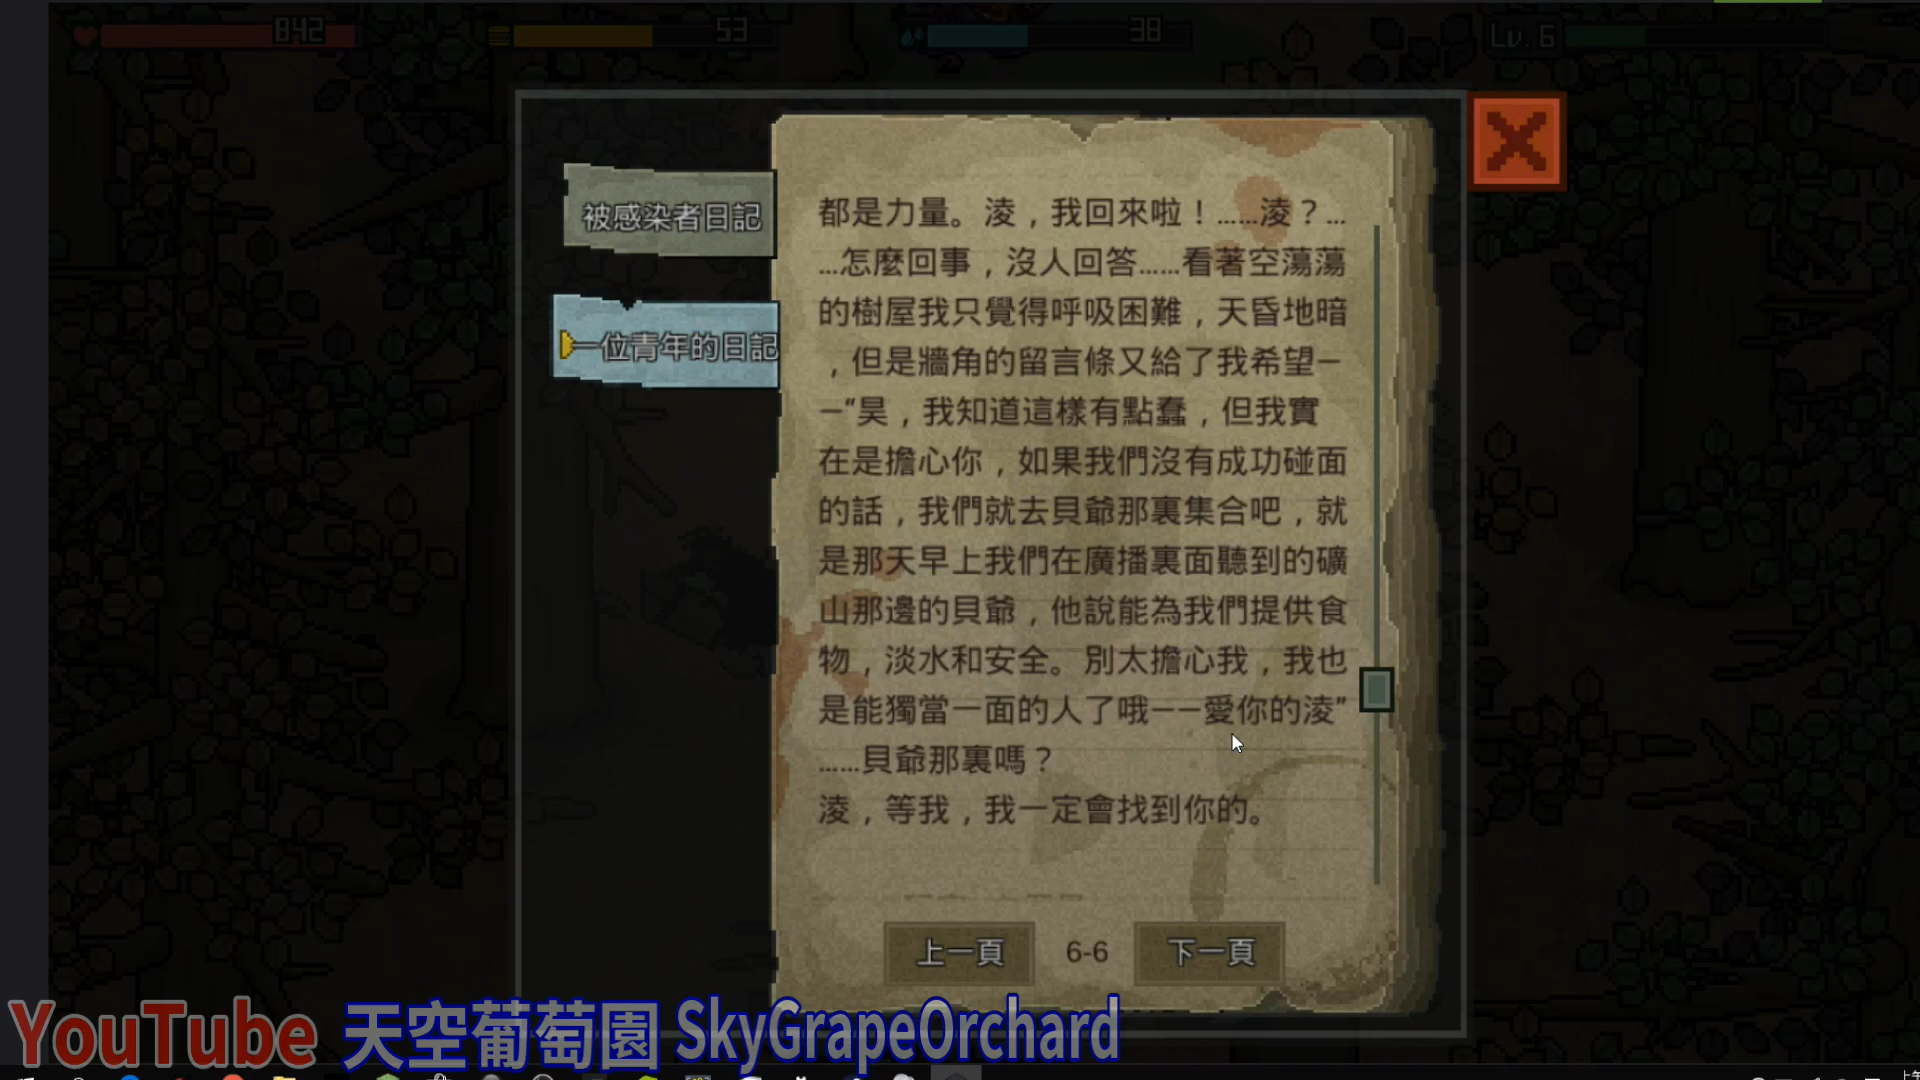 842
53
38
Lv. 6
被感染者日記
一位青年的日記
都是力量。淩，我回來啦！……淩？…
…怎麼回事，沒人回答……看著空蕩蕩
的樹屋我只覺得呼吸困難，天昏地暗
，但是牆角的留言條又給了我希望—
—“昊，我知道這樣有點蠢，但我實
在是擔心你，如果我們沒有成功碰面
的話，我們就去貝爺那裏集合吧，就
是那天早上我們在廣播裏面聽到的礦
山那邊的貝爺，他說能為我們提供食
物，淡水和安全。別太擔心我，我也
是能獨當一面的人了哦——愛你的淩”
……貝爺那裏嗎？
淩，等我，我一定會找到你的。
上一頁
6-6
下一頁
YouTube 天空葡萄園 SkyGrapeOrchard